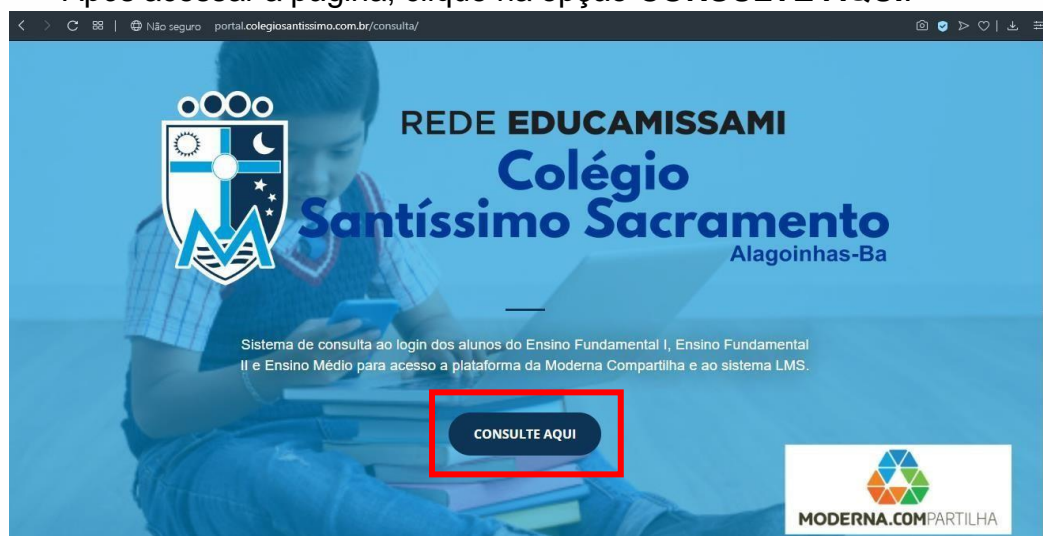 Após acessar a página, clique na opção CONSULTE AQUI.
Não seguro portal.colegiosantissimo.com.br/consulta/
REDE EDUCAMISSAMI
Colégio
Santíssimo Sacramento
Alagoinhas-Ba
Sistema de consulta ao login dos alunos do Ensino Fundamental I, Ensino Fundamental
II e Ensino Médio para acesso a plataforma da Moderna Compartilha e ao sistema LMS.
CONSULTE AQUI
MODERNA.COMPARTILHA